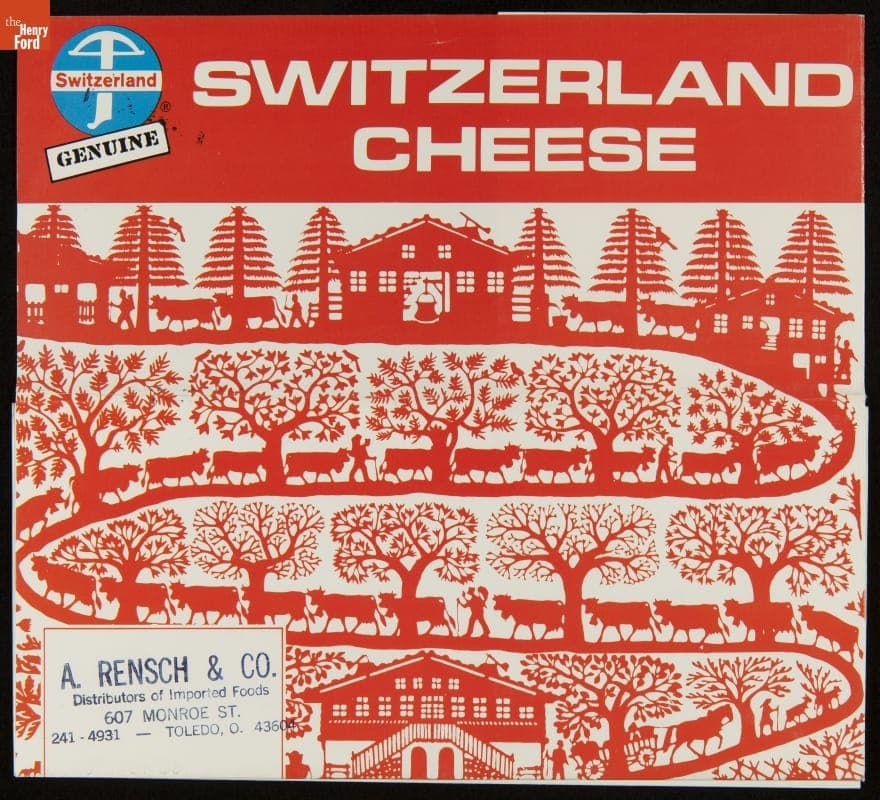 the
Henry
Ford
Switzerland
®
GENUINE
SWITZERLAND
CHEESE
A. RENSCH & CO.
Distributors of Imported Foods
607 MONROE ST.
241-4931 — TOLEDO, O. 43604